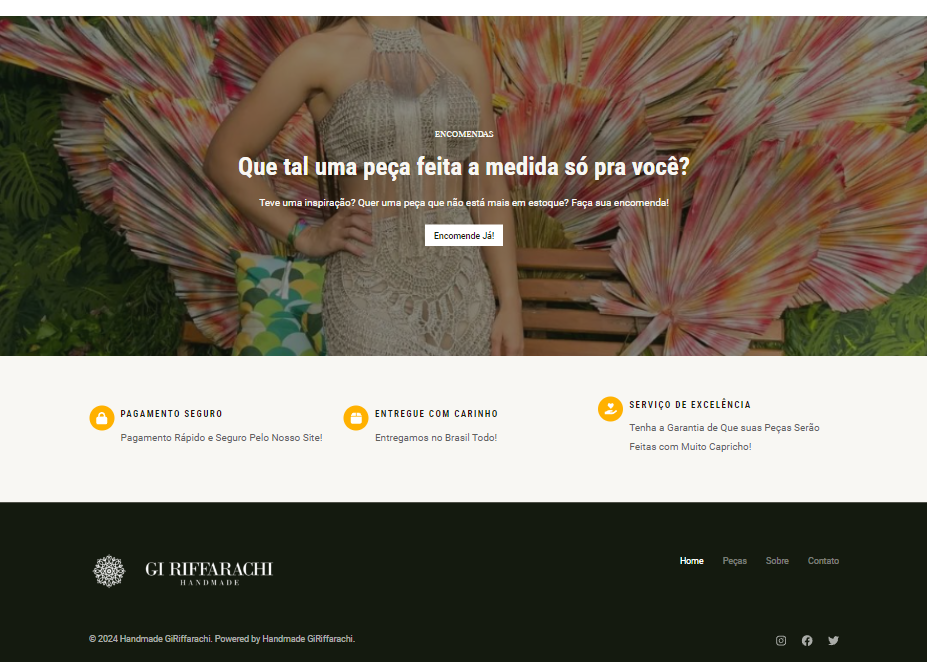 ENCOMENDAS
Que tal uma peça feita a medida só pra você?
Teve uma inspiração? Quer uma peça que não está mais em estoque? Faça sua encomenda!
Encomende Já!
PAGAMENTO SEGURO
Pagamento Rápido e Seguro Pelo Nosso Site!
ENTREGUE COM CARINHO
Entregamos no Brasil Todo!
SERVIÇO DE EXCELÊNCIA
Tenha a Garantia de Que suas Peças Serão
Feitas com Muito Capricho!
GI RIFFARACHI
HANDMADE
Home Peças Sobre Contato
© 2024 Handmade GiRiffarachi. Powered by Handmade GiRiffarachi.